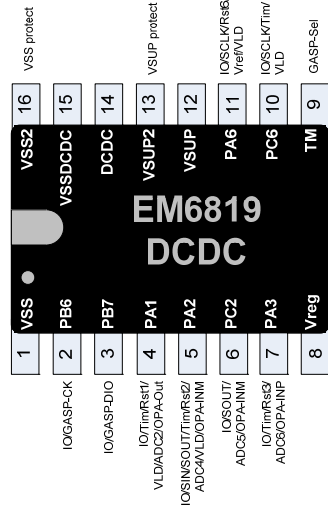 VSS protect
VSUP protect
IO/SCLK/Rst6
Vref/VLD
IO/SCLK/Tim/
VLD
GASP-Sel
16
15
14
13
12
11
10
9
VSS2
VSSDCDC
DCDC
VSUP2
VSUP
PA6
PC6
TM
EM6819
DCDC
VSS
PB6
PB7
PA1
PA2
PC2
PA3
Vreg
1
2
3
4
5
6
7
8
IO/GASP-CK
IO/GASP-DIO
IO/Tim/Rst1/
VLD/ADC2/OPA-Out
IO/SIN/SOUT/Tim/Rst2/
ADC4/VLD/OPA-INM
IO/SOUT/
ADC5/OPA-INM
IO/Tim/Rst3/
ADC6/OPA-INP